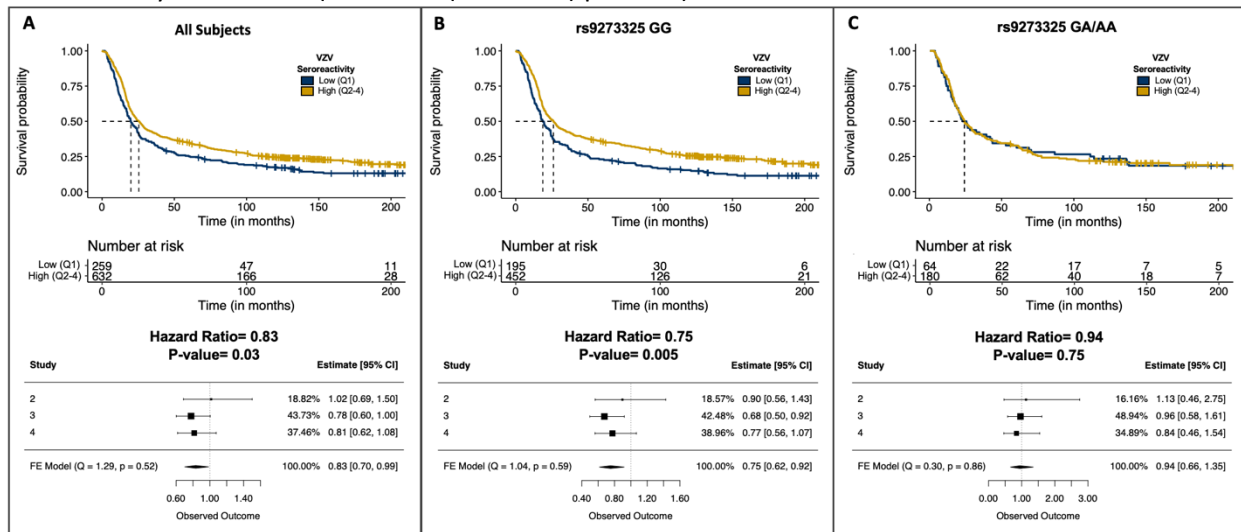 A
All Subjects
VZV
Seroreactivity
Low (Q1)
High (Q2-4)
Survival probability
1.00
0.75
0.50
0.25
0.00
0 50 100 150 200
Time (in months)
Number at risk
Low (Q1) 259 47 11
High (Q2-4) 632 166 28
0 100 200
Time (in months)
Hazard Ratio= 0.83
P-value= 0.03
Study Estimate [95% CI]
2 18.82% 1.02 [0.69, 1.50]
3 43.73% 0.78 [0.60, 1.00]
4 37.46% 0.81 [0.62, 1.08]
FE Model (Q = 1.29, p = 0.52) 100.00% 0.83 [0.70, 0.99]
0.60 1.00 1.40
Observed Outcome
B
rs9273325 GG
VZV
Seroreactivity
Low (Q1)
High (Q2-4)
Survival probability
1.00
0.75
0.50
0.25
0.00
0 50 100 150 200
Time (in months)
Number at risk
Low (Q1) 195 30 6
High (Q2-4) 452 126 21
0 100 200
Time (in months)
Hazard Ratio= 0.75
P-value= 0.005
Study Estimate [95% CI]
2 18.57% 0.90 [0.56, 1.43]
3 42.48% 0.68 [0.50, 0.92]
4 38.96% 0.77 [0.56, 1.07]
FE Model (Q = 1.04, p = 0.59) 100.00% 0.75 [0.62, 0.92]
0.40 0.80 1.20 1.60
Observed Outcome
C
rs9273325 GA/AA
VZV
Seroreactivity
Low (Q1)
High (Q2-4)
Survival probability
1.00
0.75
0.50
0.25
0.00
0 50 100 150 200
Time (in months)
Number at risk
Low (Q1) 64 22 17 7 5
High (Q2-4) 180 62 40 18 7
0 50 100 150 200
Time (in months)
Hazard Ratio= 0.94
P-value= 0.75
Study Estimate [95% CI]
2 16.16% 1.13 [0.46, 2.75]
3 48.94% 0.96 [0.58, 1.61]
4 34.89% 0.84 [0.46, 1.54]
FE Model (Q = 0.30, p = 0.86) 100.00% 0.94 [0.66, 1.35]
0.00 1.00 2.00 3.00
Observed Outcome